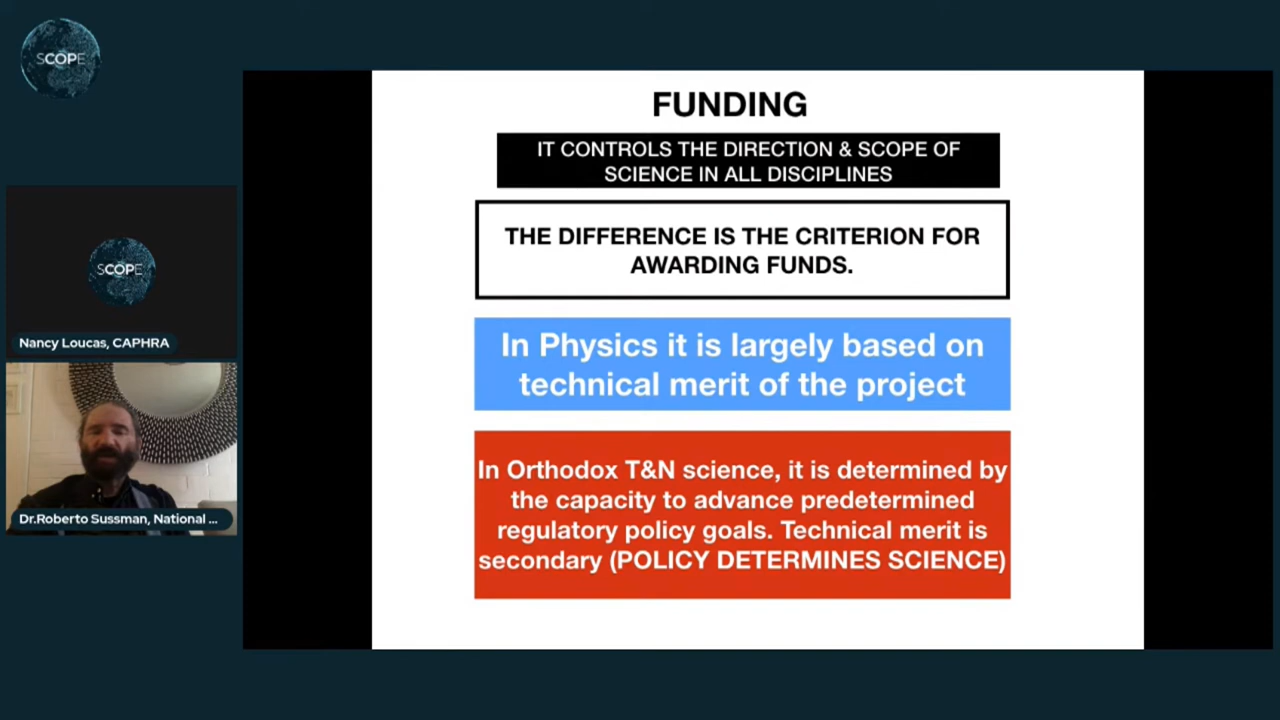 SCOPE
FUNDING
IT CONTROLS THE DIRECTION & SCOPE OF
SCIENCE IN ALL DISCIPLINES
THE DIFFERENCE IS THE CRITERION FOR
AWARDING FUNDS.
In Physics it is largely based on
technical merit of the project
In Orthodox T&N science, it is determined by
the capacity to advance predetermined
regulatory policy goals. Technical merit is
secondary (POLICY DETERMINES SCIENCE)
SCOPE
Nancy Loucas, CAPHRA
Dr.Roberto Sussman, National ...